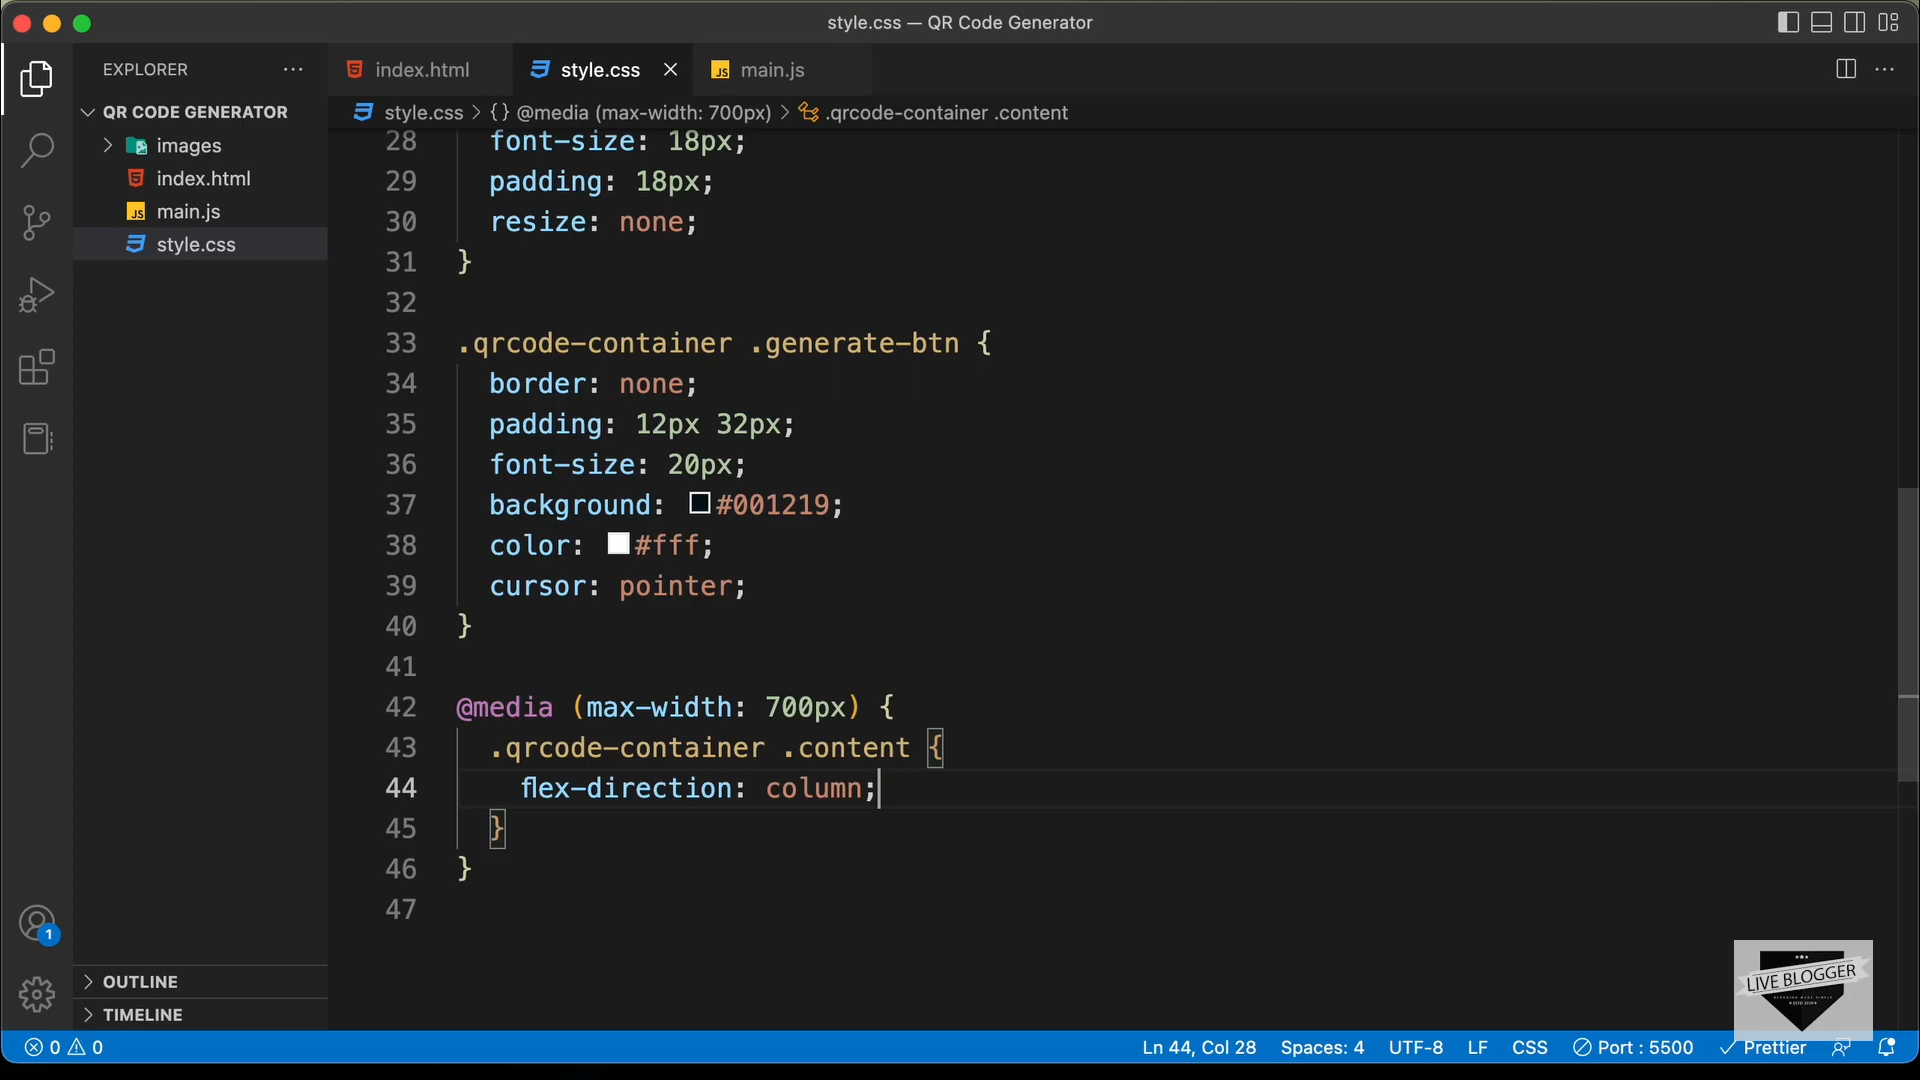 style.css — QR Code Generator
EXPLORER
index.html
style.css
main.js
QR CODE GENERATOR
style.css > {} @media (max-width: 700px) > .qrcode-container .content
images
index.html
main.js
style.css
28 font-size: 18px;
29 padding: 18px;
30 resize: none;
31 }
32
33 .qrcode-container .generate-btn {
34 border: none;
35 padding: 12px 32px;
36 font-size: 20px;
37 background: #001219;
38 color: #fff;
39 cursor: pointer;
40 }
41
42 @media (max-width: 700px) {
43 .qrcode-container .content {
44 flex-direction: column;
45 }
46 }
47
1
OUTLINE
TIMELINE
LIVE BLOGGER
0 0
Ln 44, Col 28
Spaces: 4
UTF-8
LF
CSS
Port : 5500
Prettier